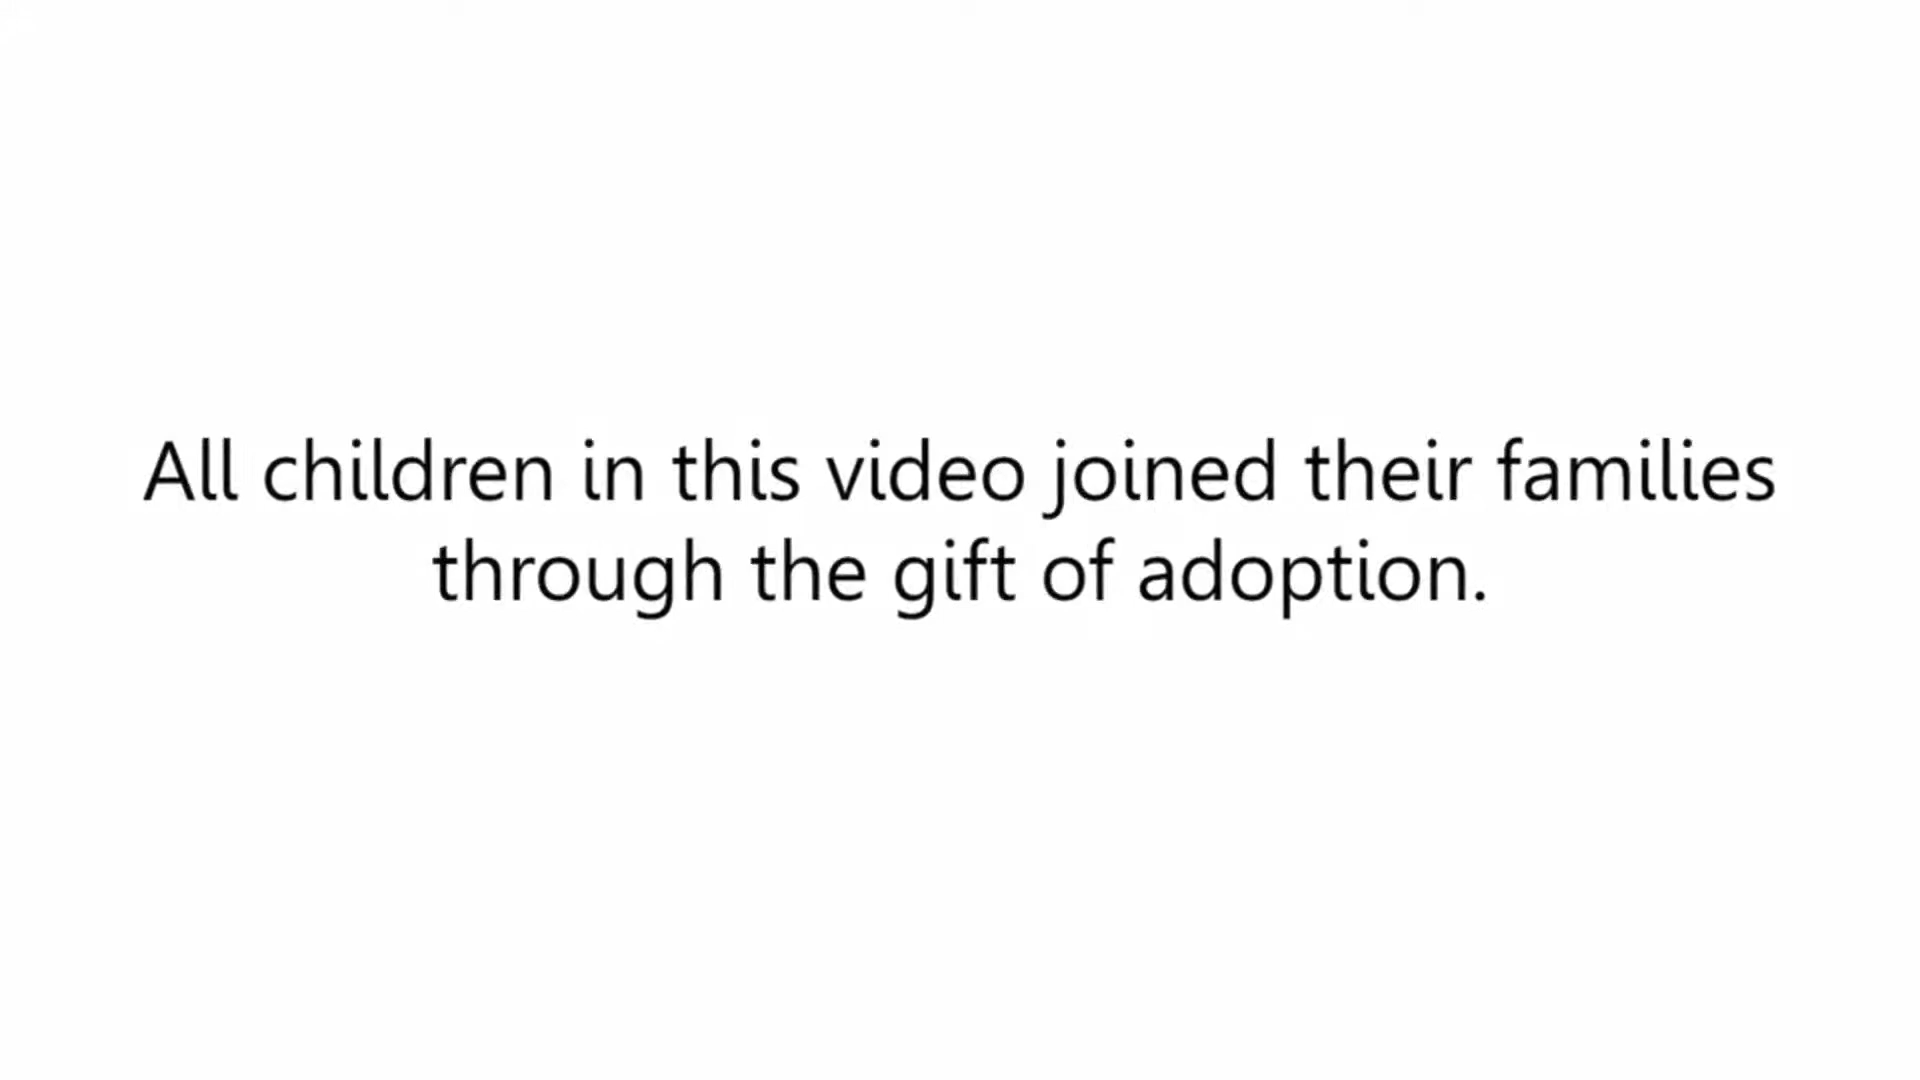 All children in this video joined their families
through the gift of adoption.